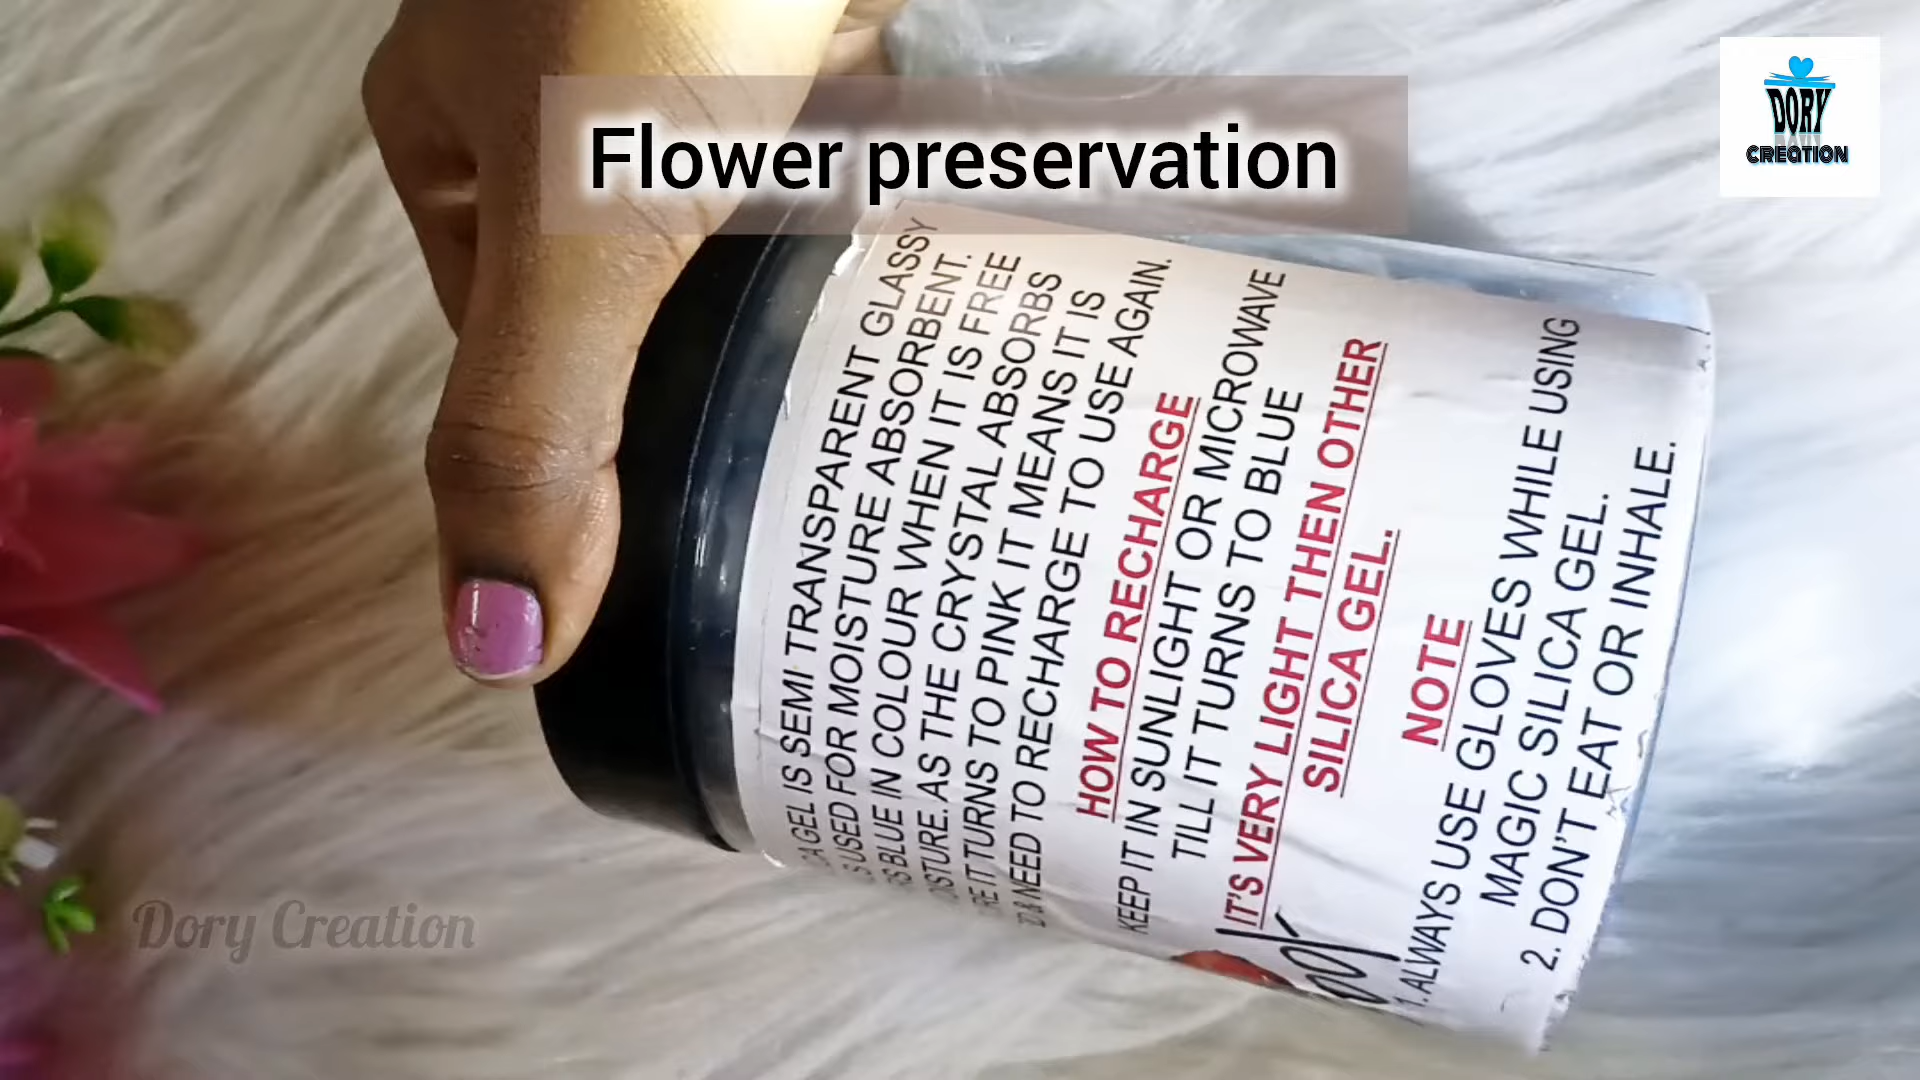 Flower preservation
DORY
CREATION
GEL IS SEMI TRANSPARENT GLASSY
USED FOR MOISTURE ABSORBENT.
IS BLUE IN COLOUR WHEN IT IS FREE
AS THE CRYSTAL ABSORBS
IT TURNS TO PINK IT MEANS IT IS
& NEED TO RECHARGE TO USE AGAIN.
HOW TO RECHARGE
KEEP IT IN SUNLIGHT OR MICROWAVE
TILL IT TURNS TO BLUE
IT'S VERY LIGHT THEN OTHER
SILICA GEL.
NOTE
1. ALWAYS USE GLOVES WHILE USING
MAGIC SILICA GEL.
2. DON'T EAT OR INHALE.
Dory Creation